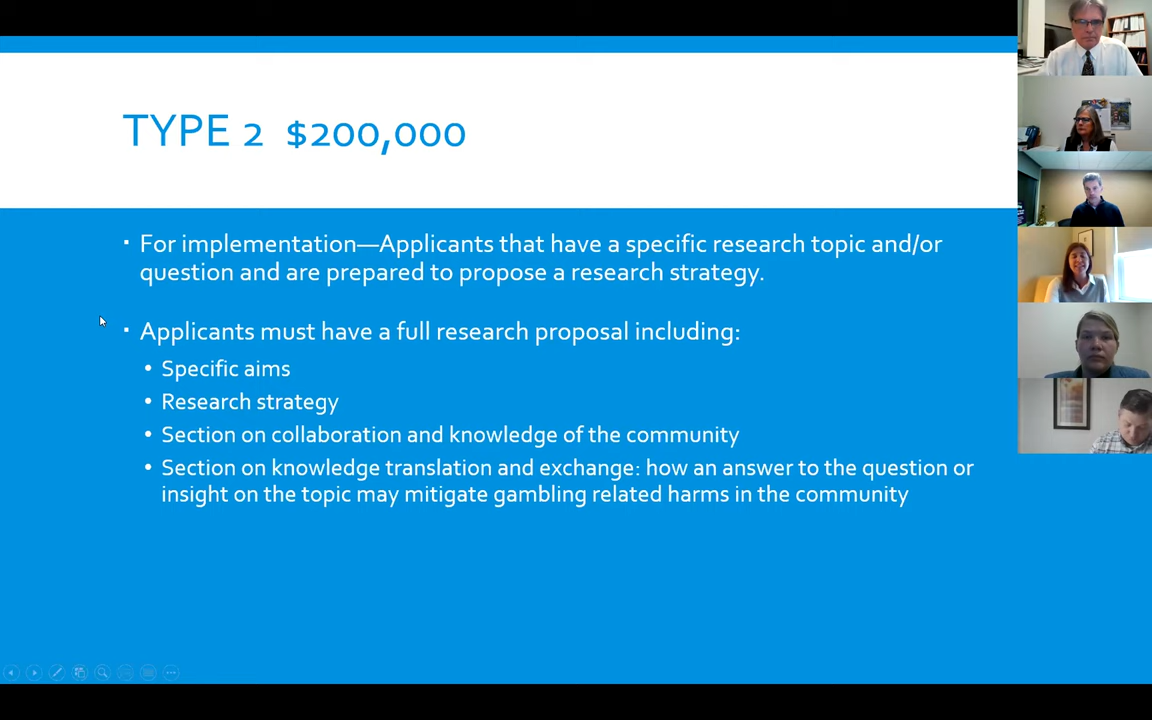 TYPE 2 $200,000
For implementation—Applicants that have a specific research topic and/or
question and are prepared to propose a research strategy.
Applicants must have a full research proposal including:
Specific aims
Research strategy
Section on collaboration and knowledge of the community
Section on knowledge translation and exchange: how an answer to the question or
insight on the topic may mitigate gambling related harms in the community